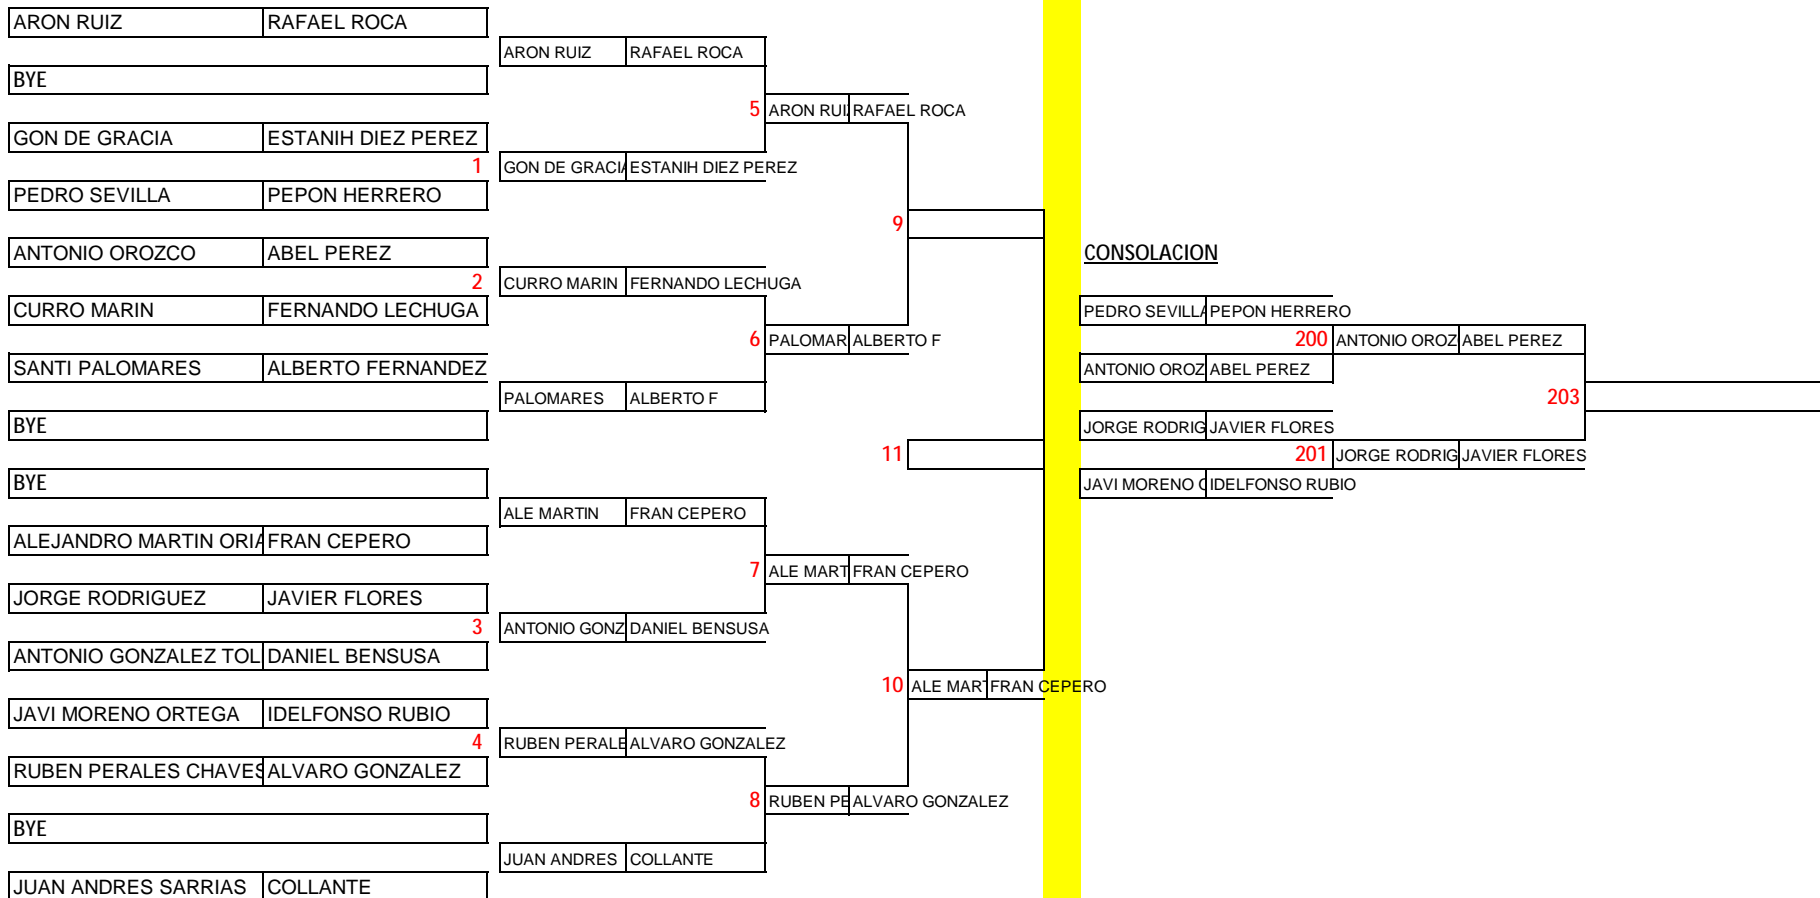 ARON RUIZ RAFAEL ROCA
ARON RUIZ RAFAEL ROCA
BYE
5 ARON RUI RAFAEL ROCA
GON DE GRACIA ESTANIH DIEZ PEREZ
1 GON DE GRACIA ESTANIH DIEZ PEREZ
PEDRO SEVILLA PEPON HERRERO
9
ANTONIO OROZCO ABEL PEREZ CONSOLACION
2 CURRO MARIN FERNANDO LECHUGA
CURRO MARIN FERNANDO LECHUGA PEDRO SEVILLA PEPON HERRERO
6 PALOMAR ALBERTO F 200 ANTONIO OROZ ABEL PEREZ
SANTI PALOMARES ALBERTO FERNANDEZ ANTONIO OROZ ABEL PEREZ
PALOMARES ALBERTO F 203
BYE JORGE RODRIG JAVIER FLORES
11 201 JORGE RODRIG JAVIER FLORES
BYE JAVI MORENO IDELFONSO RUBIO
ALE MARTIN FRAN CEPERO
ALEJANDRO MARTIN ORIA FRAN CEPERO
7 ALE MART FRAN CEPERO
JORGE RODRIGUEZ JAVIER FLORES
3 ANTONIO GONZ DANIEL BENSUSA
ANTONIO GONZALEZ TOL DANIEL BENSUSA
10 ALE MART FRAN CEPERO
JAVI MORENO ORTEGA IDELFONSO RUBIO
4 RUBEN PERALE ALVARO GONZALEZ
RUBEN PERALES CHAVES ALVARO GONZALEZ
8 RUBEN PE ALVARO GONZALEZ
BYE
JUAN ANDRES COLLANTE
JUAN ANDRES SARRIAS COLLANTE